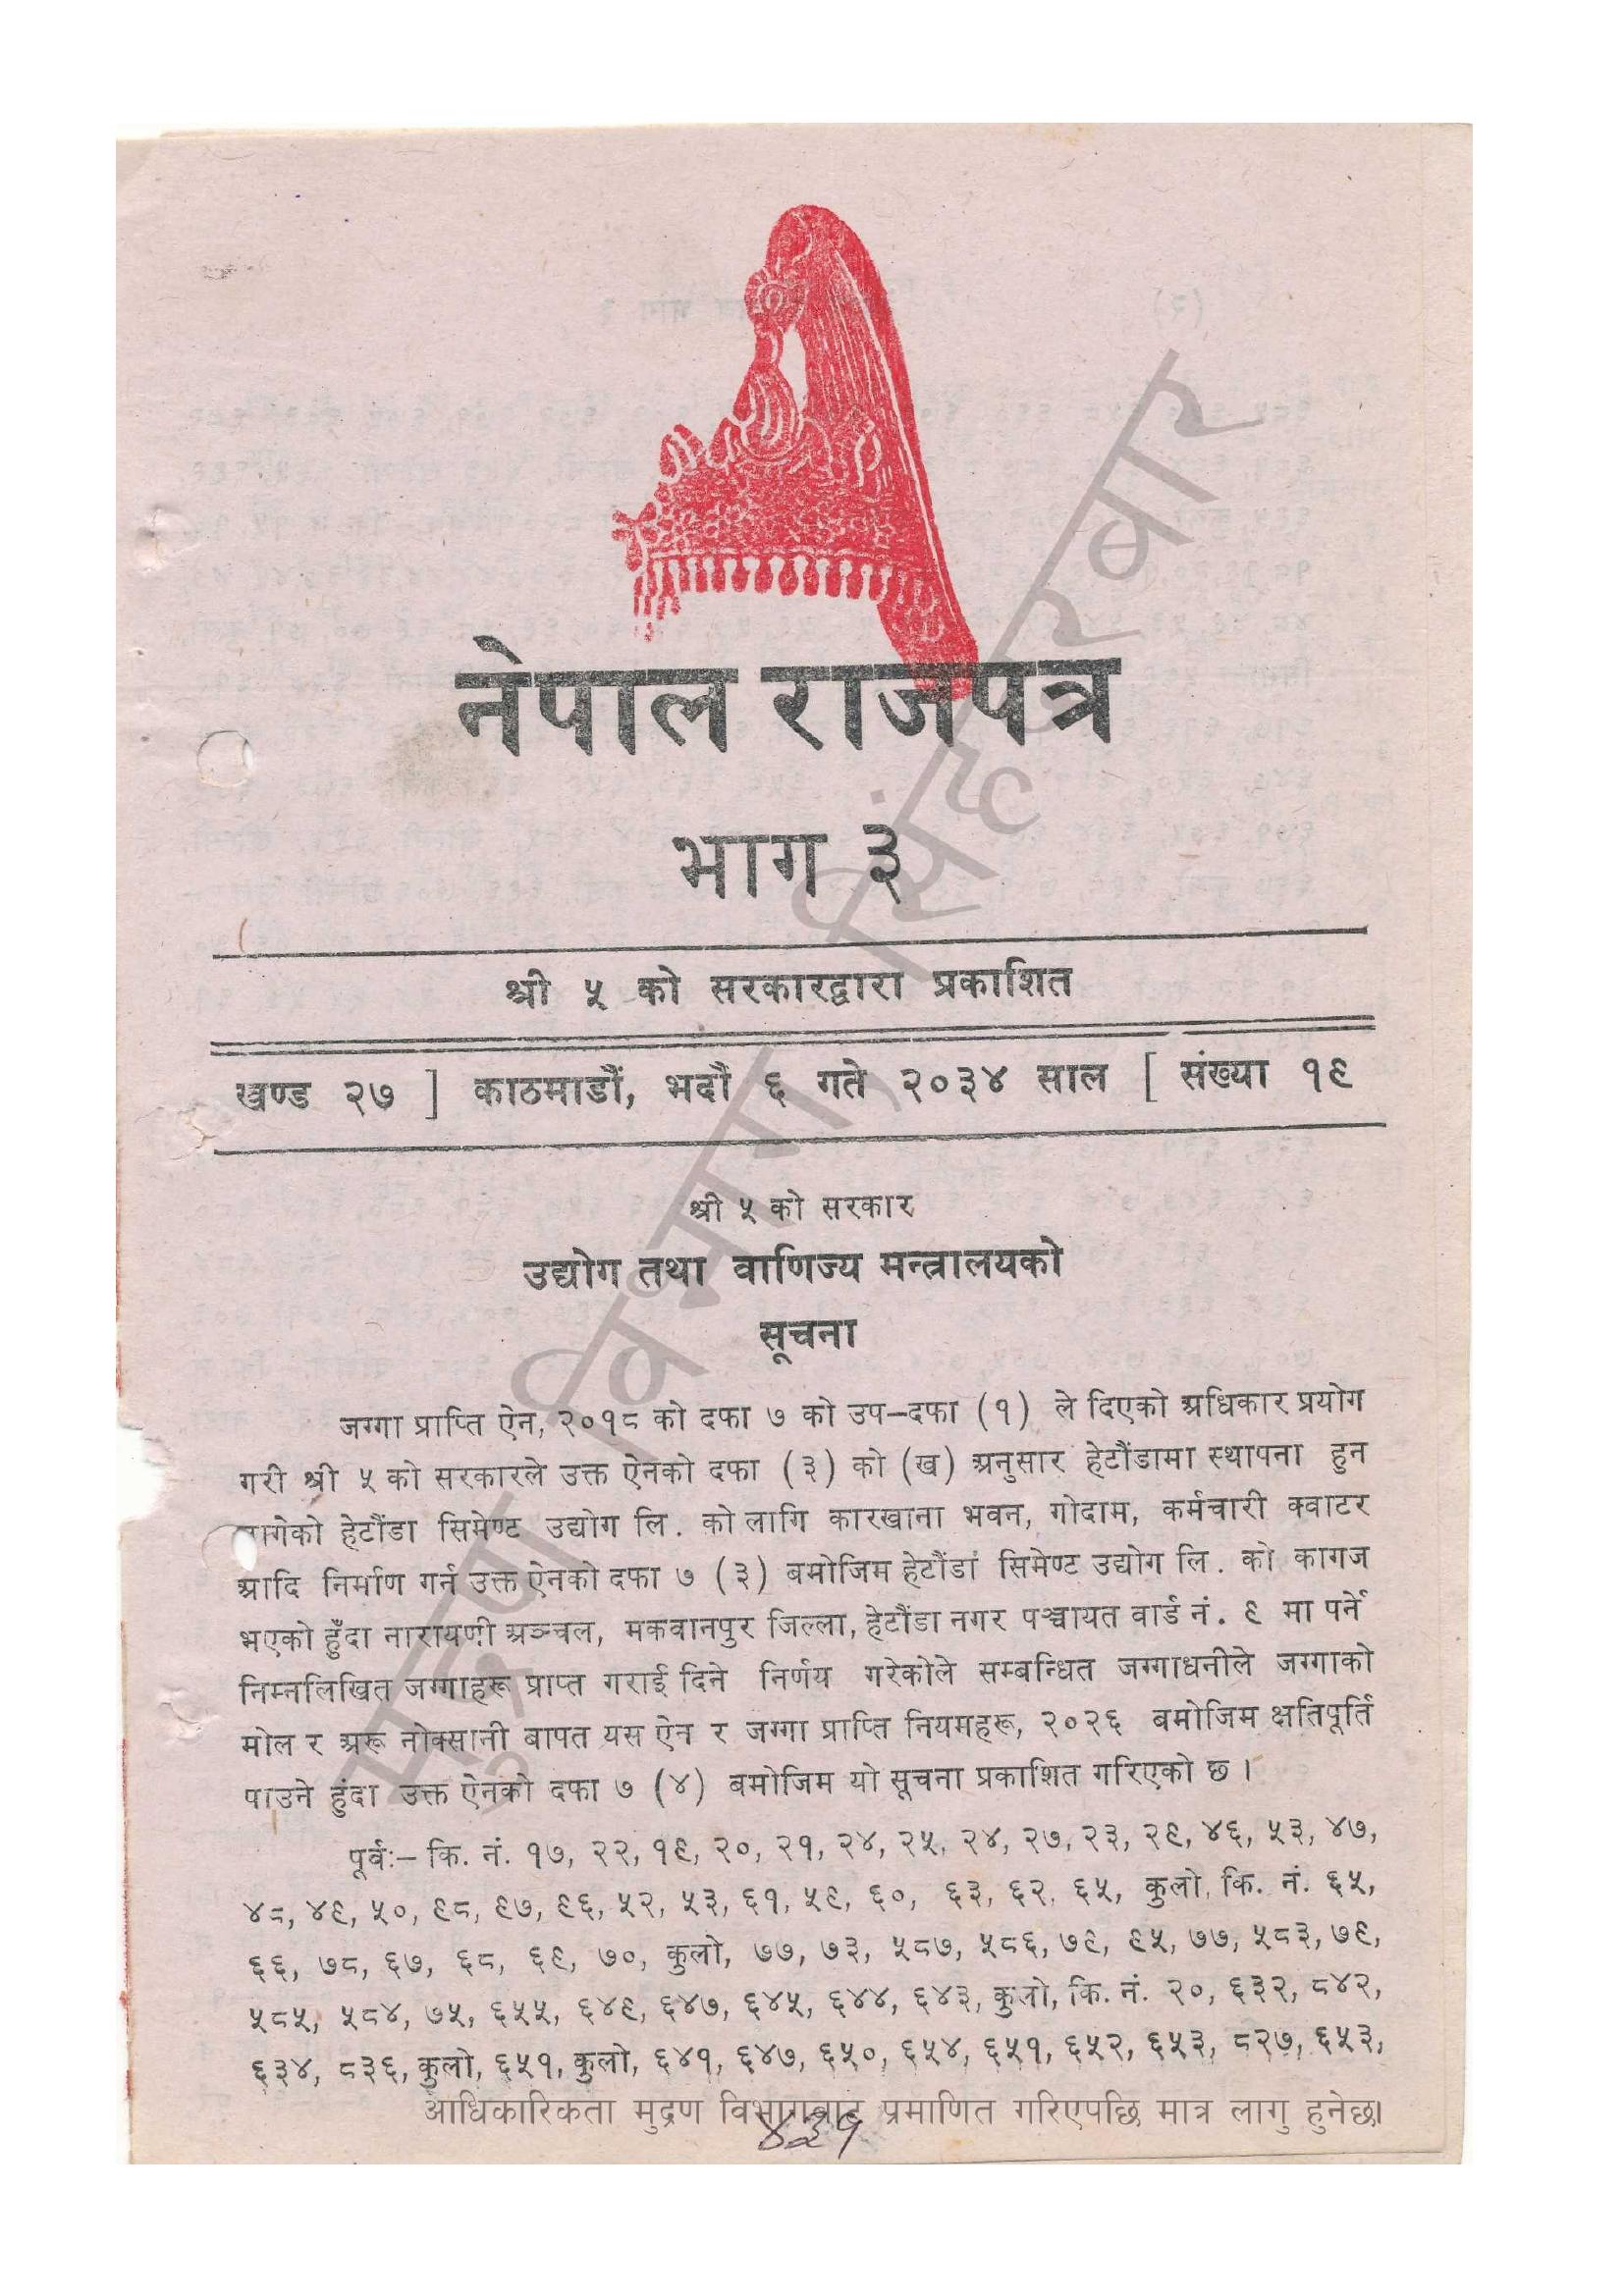 नेपाल राजपत्र
भाग ३
श्री ५ को सरकारद्वारा प्रकाशित
खण्ड २७ ] काठमाडौं, भदौ ६ गते २०३४ साल [ संख्या १९
श्री ५ को सरकार
उद्योग तथा वाणिज्य मन्त्रालयको
सूचना
जग्गा प्राप्ति ऐन, २०१८ को दफा ७ को उप–दफा (१) ले दिएको अधिकार प्रयोग
गरी श्री ५ को सरकारले उक्त ऐनको दफा (३) को (ख) अनुसार हेटौंडामा स्थापना हुन
लागेको हेटौंडा सिमेण्ट उद्योग लि. को लागि कारखाना भवन, गोदाम, कर्मचारी क्वाटर
आदि निर्माण गर्न उक्त ऐनको दफा ७ (३) बमोजिम हेटौंडा सिमेण्ट उद्योग लि. को कागज
भएको हुँदा नारायणी अञ्चल, मकवानपुर जिल्ला, हेटौंडा नगर पञ्चायत वार्ड नं. ९ मा पर्ने
निम्नलिखित जग्गाहरू प्राप्त गराई दिने निर्णय गरेकोले सम्बन्धित जग्गाधनीले जग्गाको
मोल र अरू नोक्सानी बापत यस ऐन र जग्गा प्राप्ति नियमहरू, २०२६ बमोजिम क्षतिपूर्ति
पाउने हुंदा उक्त ऐनको दफा ७ (४) बमोजिम यो सूचना प्रकाशित गरिएको छ ।
पूर्वः– कि. नं. १७, २२, १९, २०, २१, २४, २५, २४, २७, २३, २९, ४६, ५३, ४७,
४८, ४९, ५०, ९८, ९७, ९६, ५२, ५३, ६१, ५९, ६०, ६३, ६२, ६५, कुलो, कि. नं. ६५,
६६, ७८, ६७, ६८, ६९, ७०, कुलो, ७७, ७३, ५८७, ५८६, ७९, ९५, ७७, ५८३, ७९,
५८५, ५८४, ७५, ६५५, ६४९, ६४७, ६४५, ६४४, ६४३, कुलो, कि. नं. २०, ६३२, ८४२,
६३४, ८३६, कुलो, ६५१, कुलो, ६४१, ६४७, ६५०, ६५४, ६५१, ६५२, ६५३, ८२७, ६५३,
आधिकारिकता मुद्रण विभागबाट प्रमाणित गरिएपछि मात्र लागु हुनेछ।
४३५
मुद्रण विभाग, सिंहदरवार